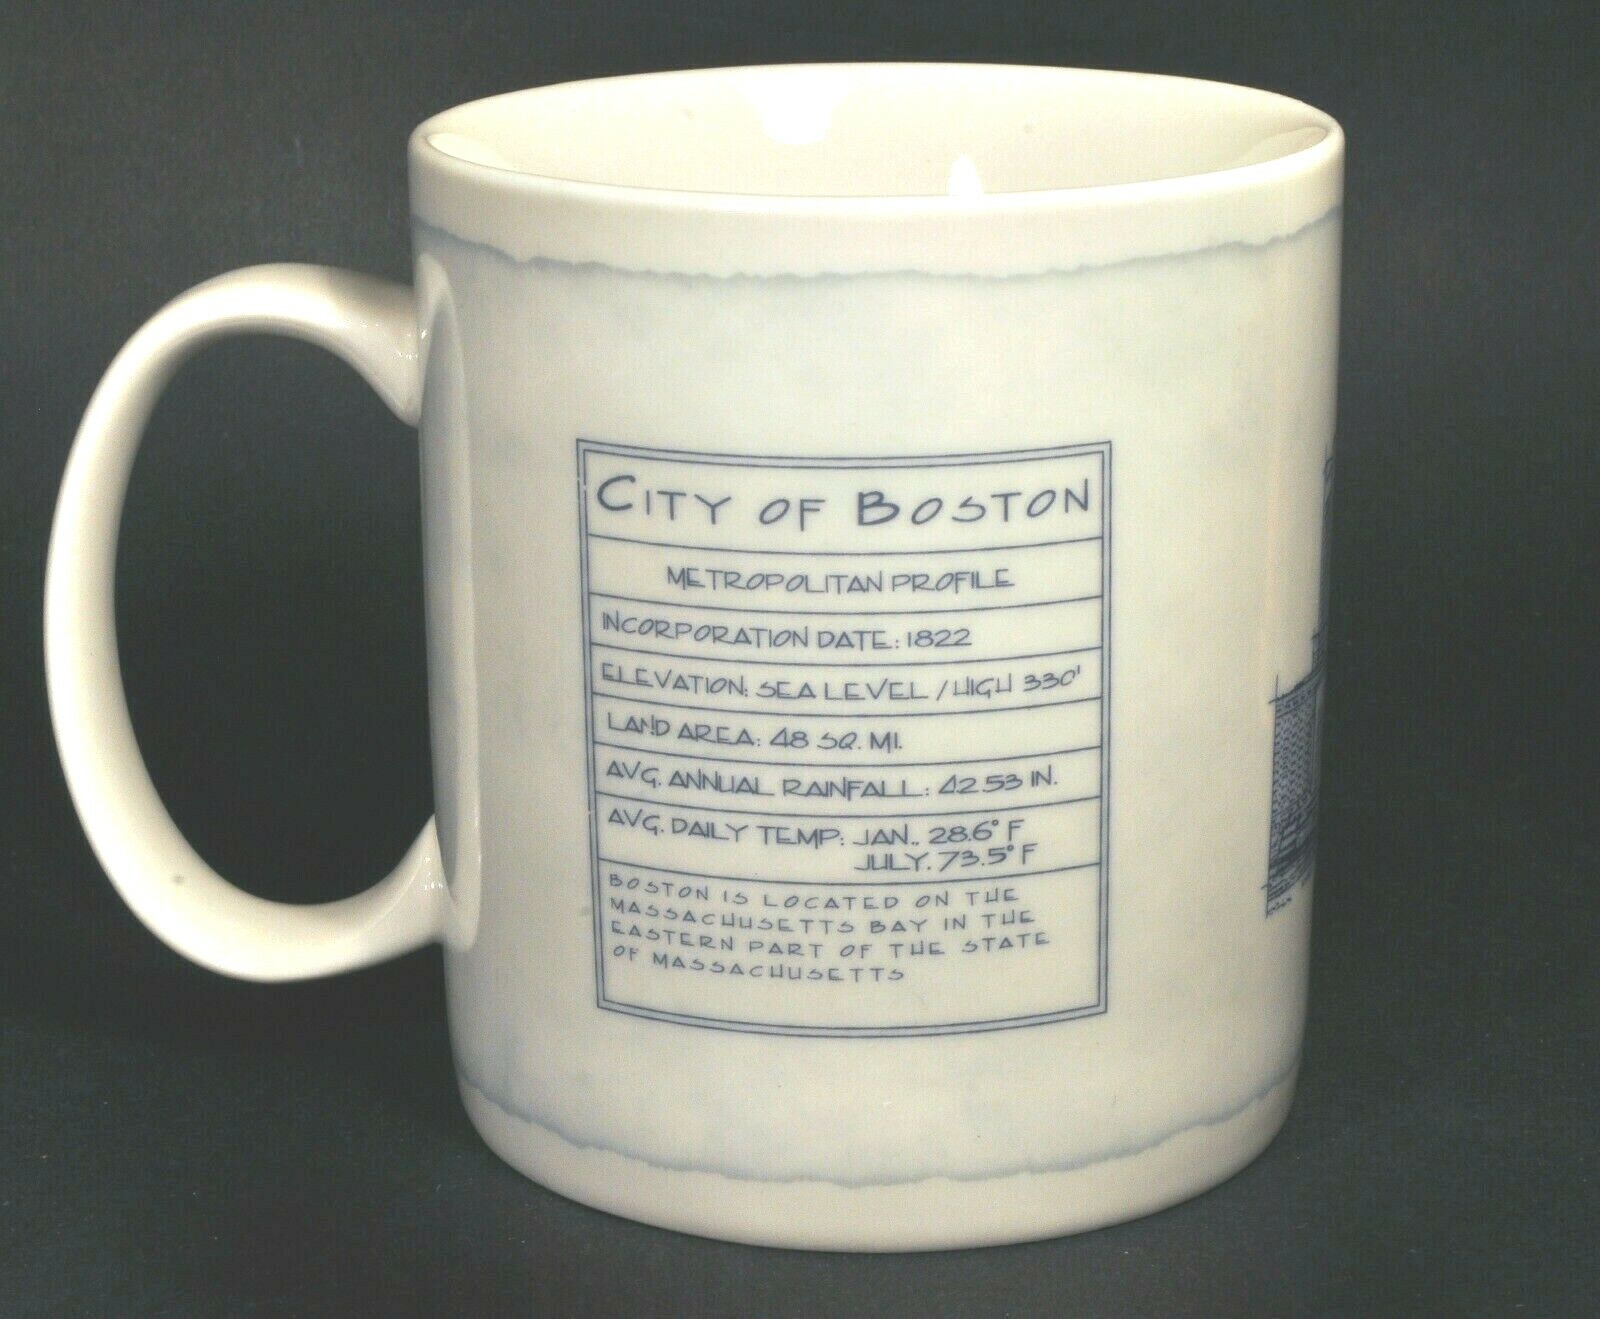 CITY OF BOSTON
METROPOLITAN PROFILE
INCORPORATION DATE: 1822
ELEVATION: SEA LEVEL / HIGH 330'
LAND AREA: 48 SQ. MI.
AVG. ANNUAL RAINFALL: 42.53 IN.
AVG. DAILY TEMP: JAN., 28.6° F
JULY. 73.5° F
BOSTON IS LOCATED ON THE
MASSACHUSETTS BAY IN THE
EASTERN PART OF THE STATE
OF MASSACHUSETTS